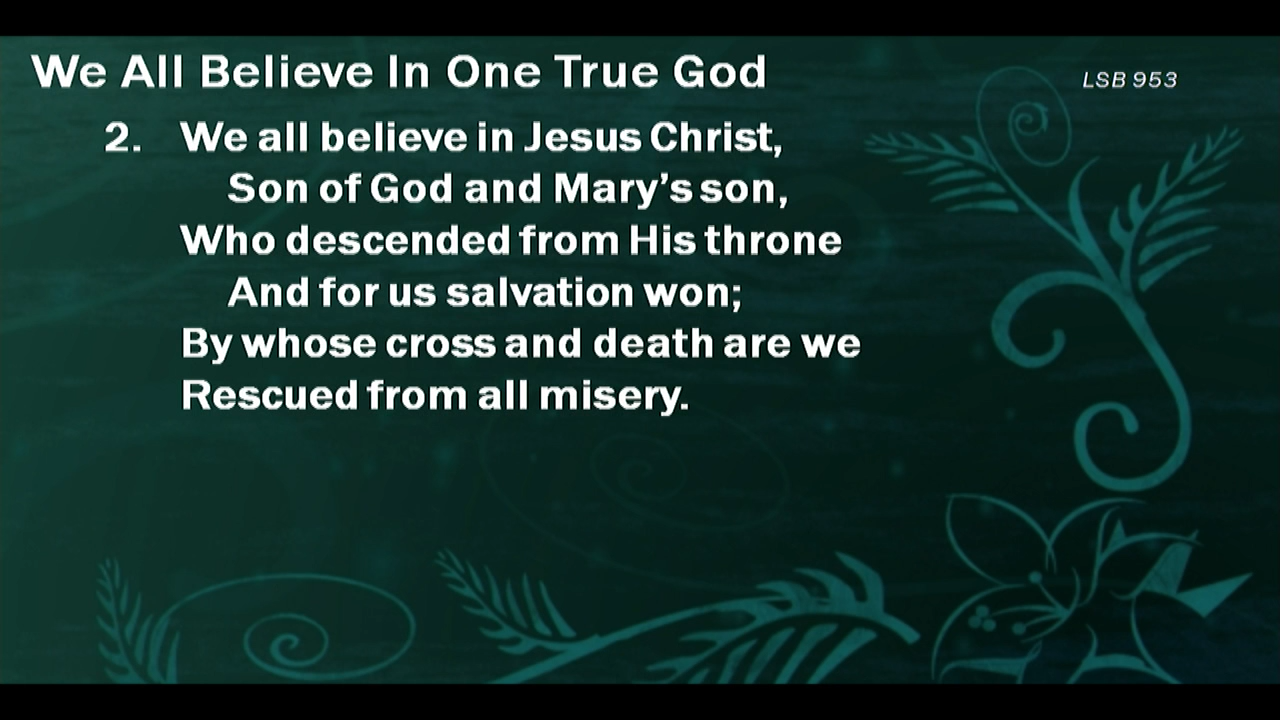 We All Believe In One True God
LSB 953
2. We all believe in Jesus Christ,
Son of God and Mary's son,
Who descended from His throne
And for us salvation won;
By whose cross and death are we
Rescued from all misery.